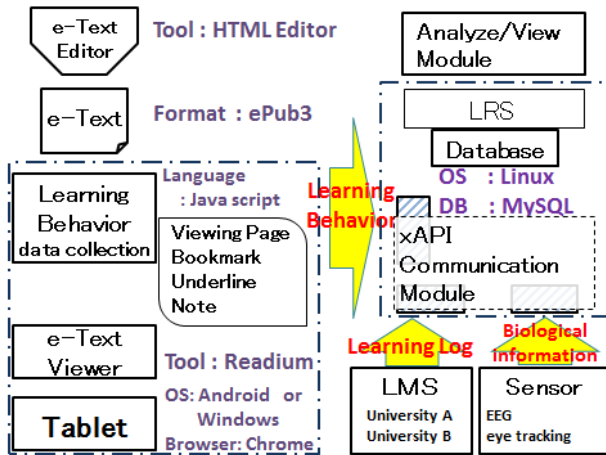 e-Text
Editor
Tool : HTML Editor
e-Text
Format : ePub3
Learning
Behavior
data collection
Language
: Java script
Viewing Page
Bookmark
Underline
Note
e-Text
Viewer
Tool : Readium
Tablet
OS: Android or
Windows
Browser: Chrome
Learning
Behavior
Analyze/View
Module
LRS
Database
OS : Linux
DB : MySQL
xAPI
Communication
Module
Learning Log
Biological
Information
LMS
University A
University B
Sensor
EEG
eye tracking